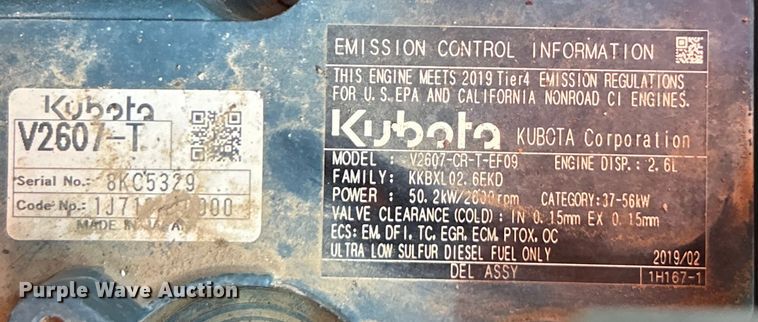 Kubota
V2607-T
Serial No.: 8KC5329
Code No.:
MADE IN JAPAN
EMISSION CONTROL INFORMATION
THIS ENGINE MEETS 2019 Tier4 EMISSION REGULATIONS
FOR U.S.EPA AND CALIFORNIA NONROAD CI ENGINES.
Kubota KUBOTA Corporation
MODEL : V2607-CR-T-EF09 ENGINE DISP.: 2.6L
FAMILY: KKBXL02.6EKD
POWER : 50.2kW/ rpm CATEGORY:37-56kW
VALVE CLEARANCE(COLD): IN 0.15mm EX 0.15mm
ECS: EM, DFI, TC, EGR, ECM, PTOX, OC
ULTRA LOW SULFUR DIESEL FUEL ONLY 2019/02
DEL ASSY 1H167-1
Purple Wave Auction